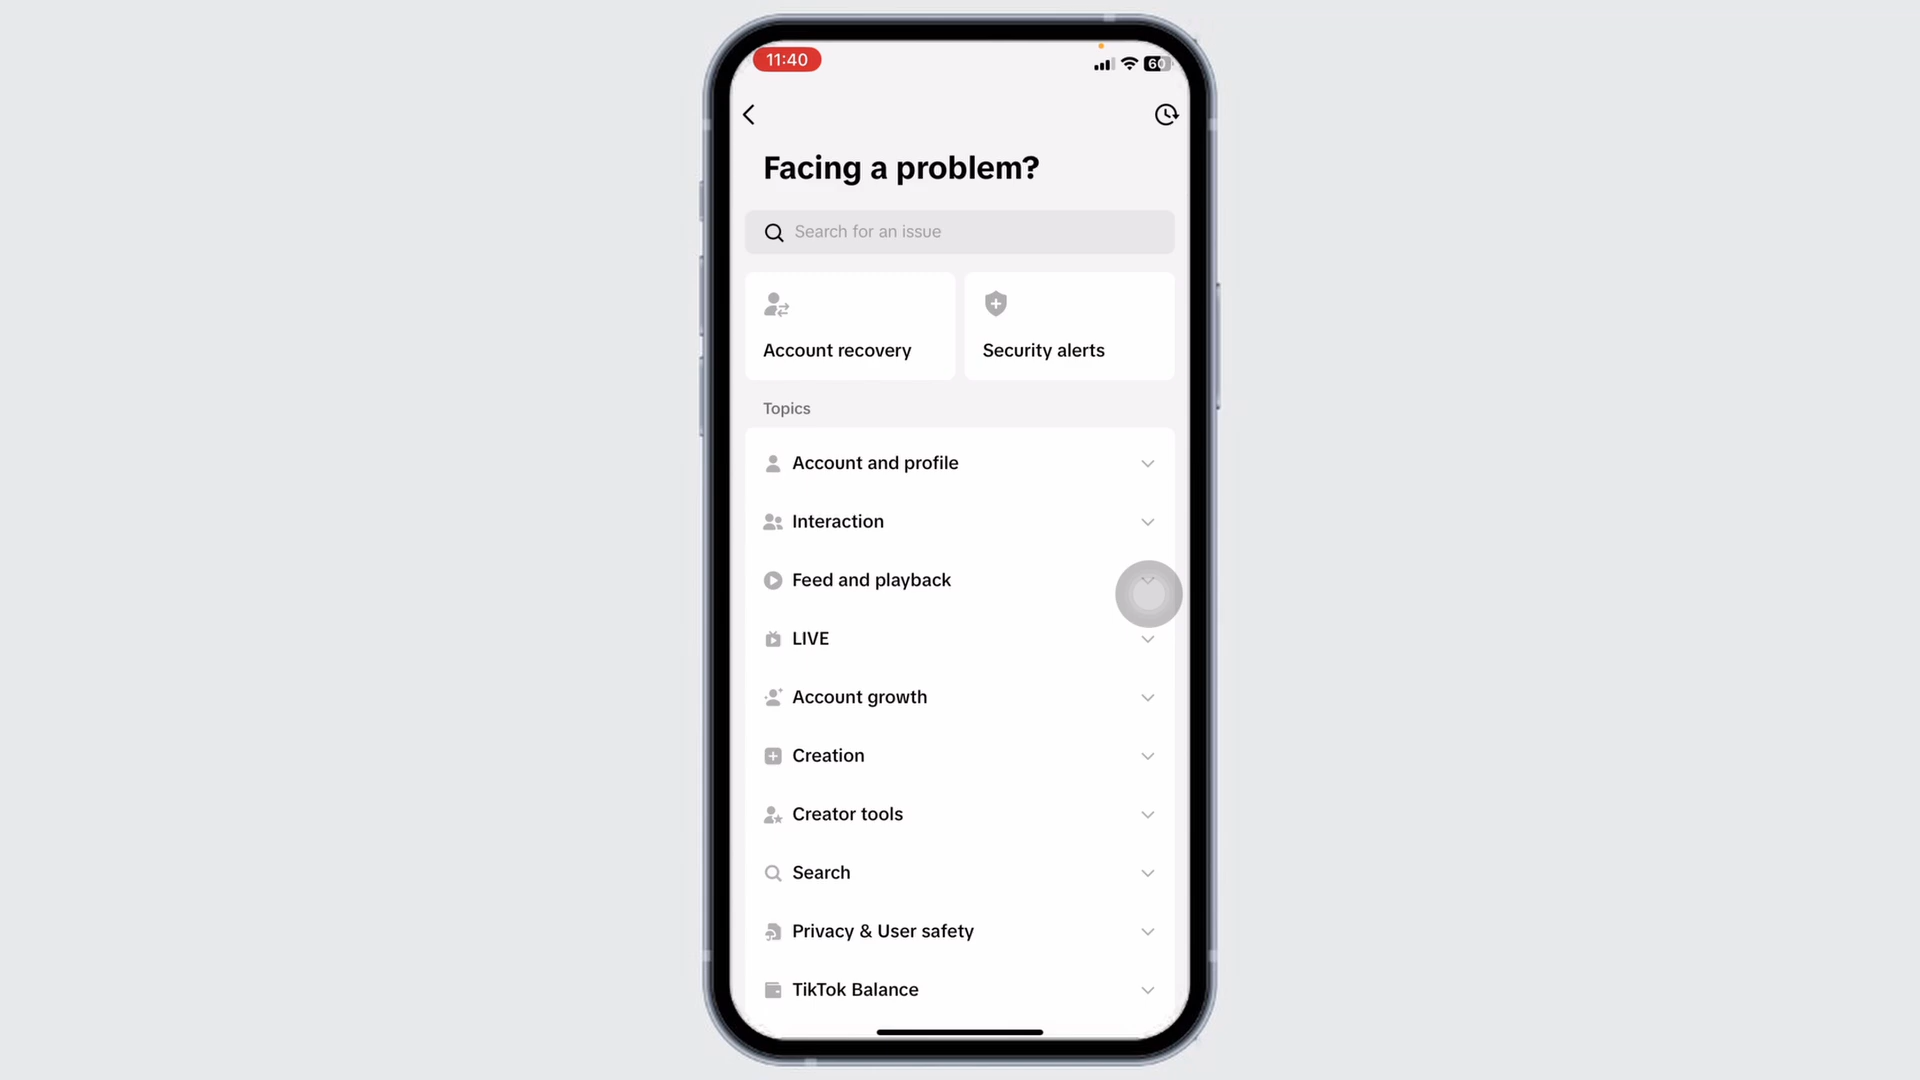 11:40
60
Facing a problem?
Search for an issue
Account recovery
Security alerts
Topics
Account and profile
Interaction
Feed and playback
LIVE
Account growth
Creation
Creator tools
Search
Privacy & User safety
TikTok Balance